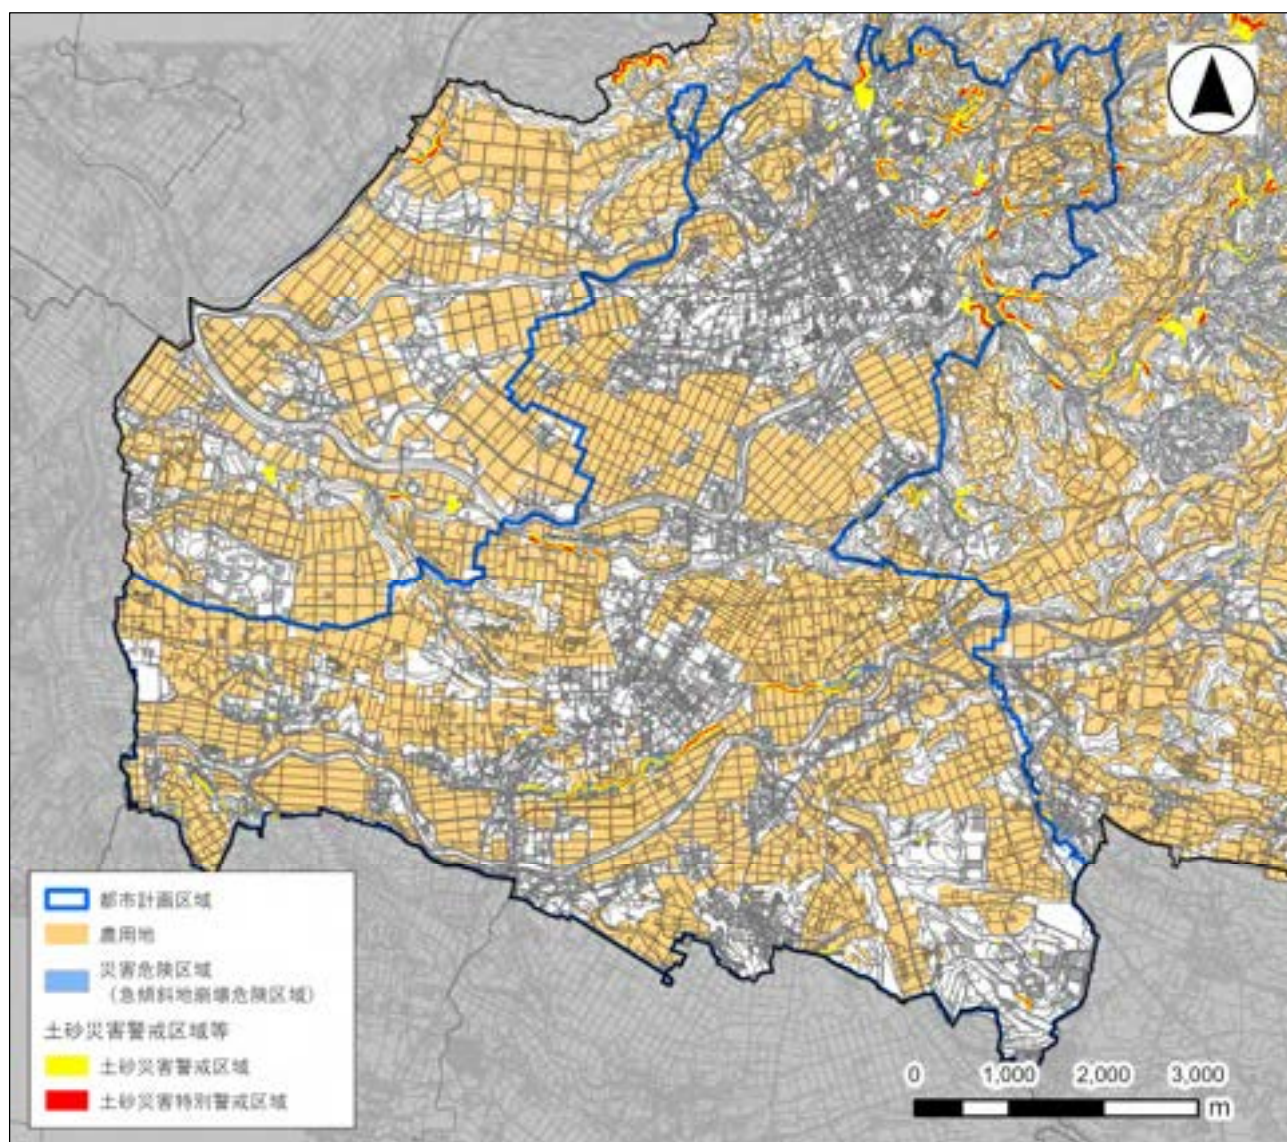 都市計画区域
農用地
災害危険区域
（急傾斜地崩壊危険区域）
土砂災害警戒区域等
土砂災害警戒区域
土砂災害特別警戒区域
0 1,000 2,000 3,000
m